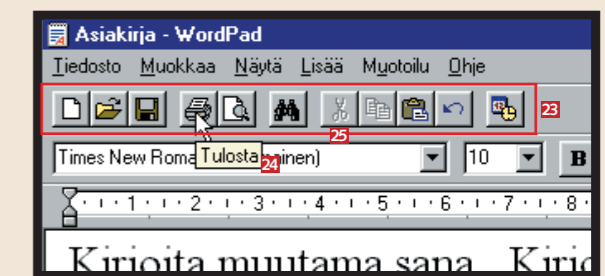 Asiakirja - WordPad
Tiedosto Muokkaa Näytä Lisää Muotoilu Ohje
23
25
Tulosta
24
Times New Roma inen) 10 B
1 2 3 4 5 6 7 8
Kirjoita muutama sana